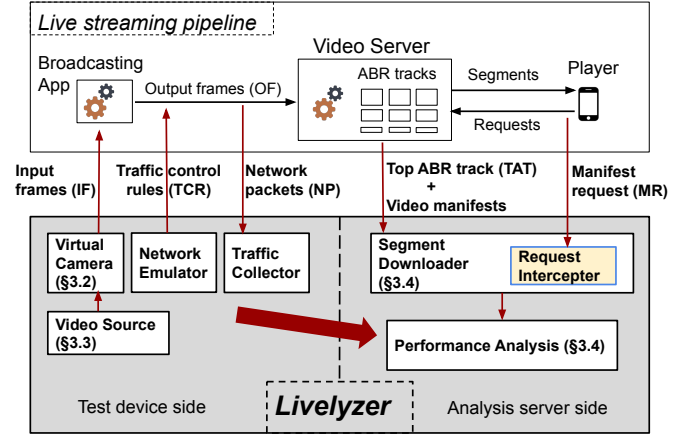 Live streaming pipeline
Broadcasting
App
Output frames (OF)
Video Server
ABR tracks
Segments
Requests
Player
Input
frames (IF)
Traffic control
rules (TCR)
Network
packets (NP)
Top ABR track (TAT)
+
Video manifests
Manifest
request (MR)
Virtual
Camera
(§3.2)
Network
Emulator
Traffic
Collector
Segment
Downloader
(§3.4)
Request
Intercepter
Video Source
(§3.3)
Performance Analysis (§3.4)
Test device side
Livelyzer
Analysis server side